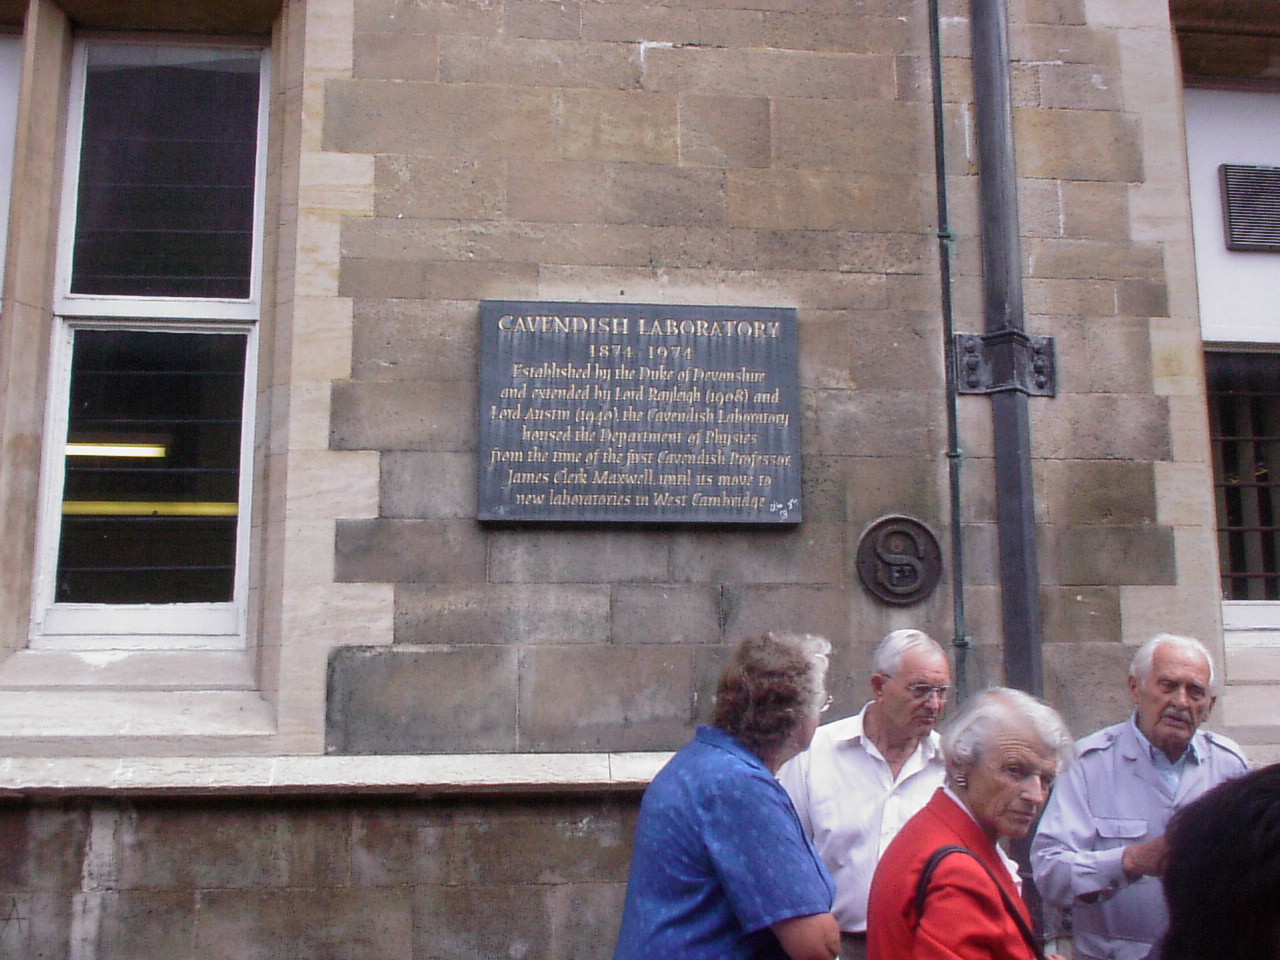 CAVENDISH LABORATORY
1874 - 1974
Established by the Duke of Devonshire
and extended by Lord Rayleigh (1908) and
Lord Austin (1940), the Cavendish Laboratory
housed the Department of Physics
from the time of the first Cavendish Professor,
James Clerk Maxwell, until its move to
new laboratories in West Cambridge
S